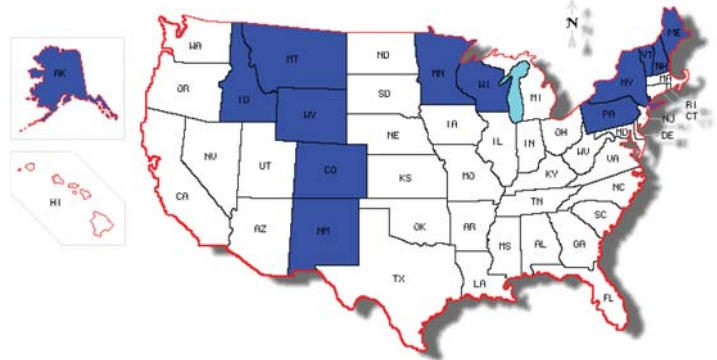 N
WA
MT
ND
MN
ME
AK
VT
NH
OR
ID
SD
WI
NY
MA
WY
MI
RI
CT
IA
PA
NJ
NE
OH
MD
DE
NV
UT
IL
IN
WV
VA
CO
KS
MO
KY
HI
CA
NC
TN
AZ
NM
OK
AR
SC
MS
AL
GA
TX
LA
FL